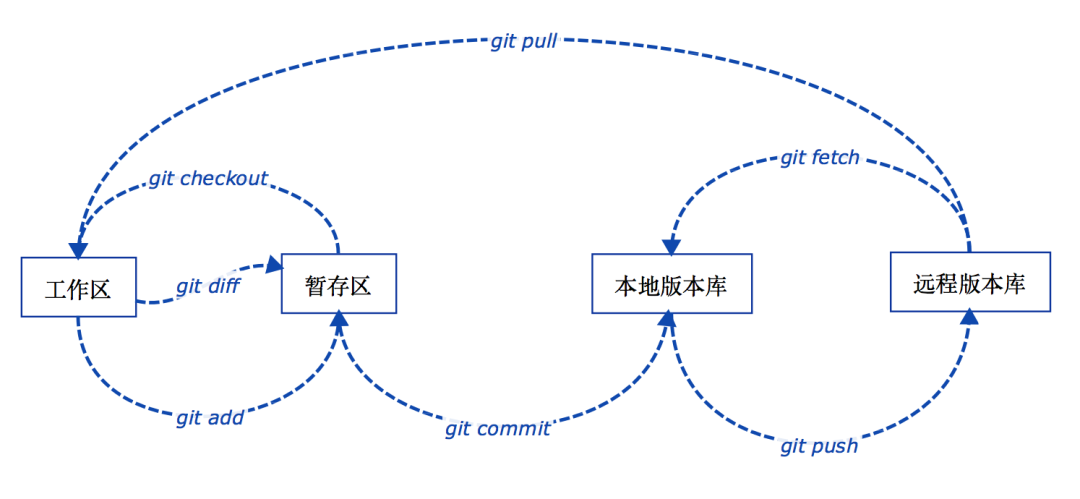 git pull
git fetch
git checkout
工作区
git diff
暂存区
本地版本库
远程版本库
git add
git commit
git push